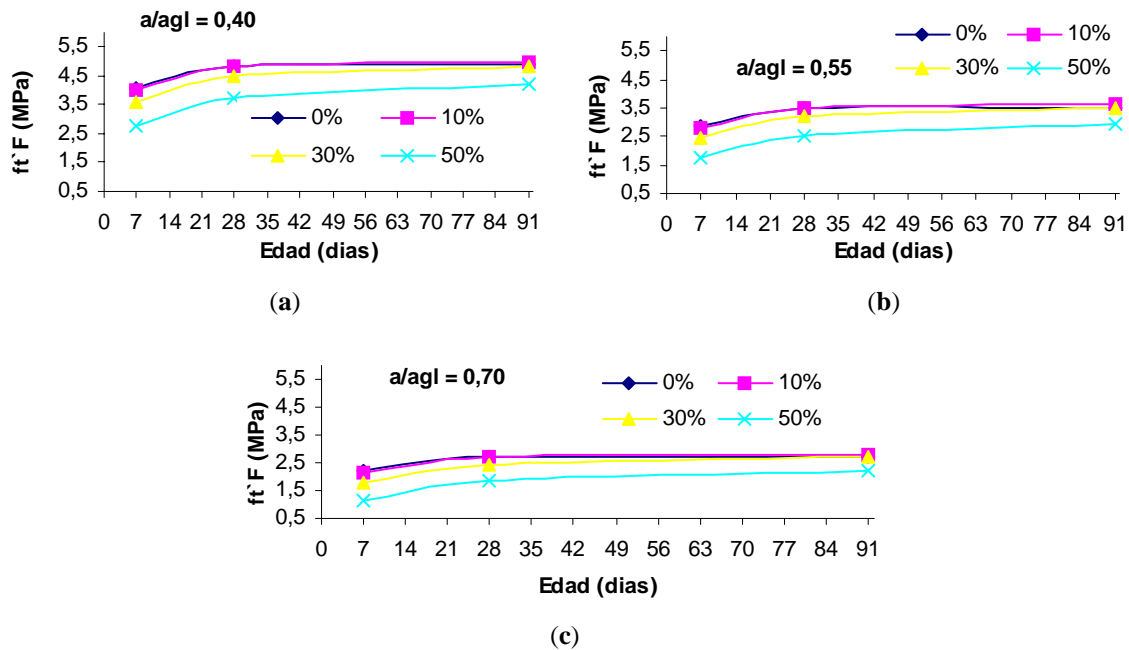 a/agl = 0,40
ft`F (MPa)
5,5
4,5
3,5
2,5
1,5
0,5
0% 10%
30% 50%
0 7 14 21 28 35 42 49 56 63 70 77 84 91
Edad (dias)
(a)
0% 10%
30% 50%
a/agl = 0,55
ft`F (MPa)
5,5
4,5
3,5
2,5
1,5
0,5
0 7 14 21 28 35 42 49 56 63 70 77 84 91
Edad (dias)
(b)
a/agl = 0,70
0% 10%
30% 50%
ft`F (MPa)
5,5
4,5
3,5
2,5
1,5
0,5
0 7 14 21 28 35 42 49 56 63 70 77 84 91
Edad (dias)
(c)